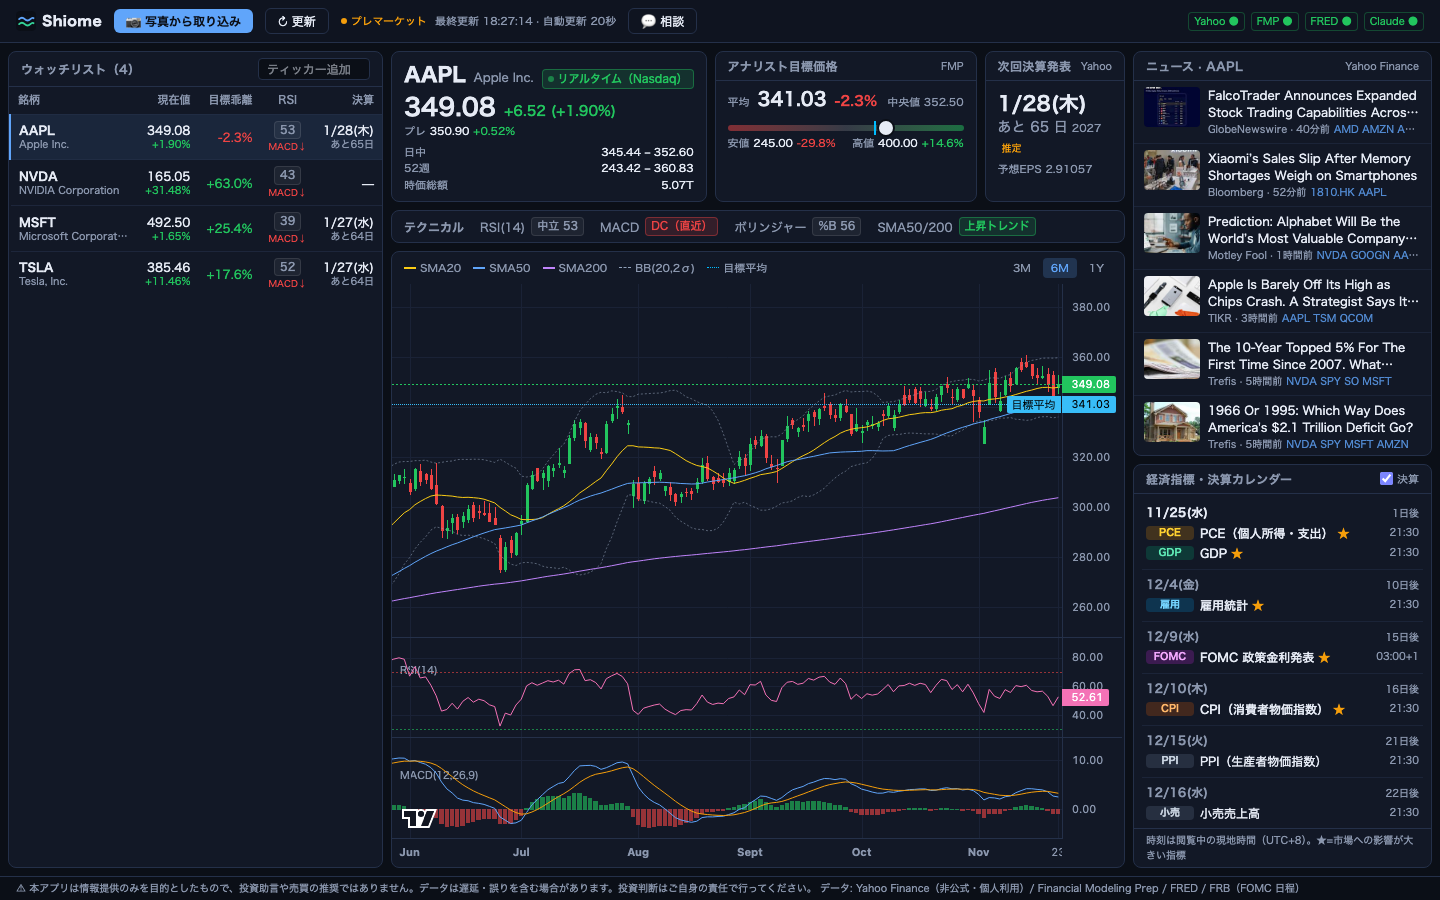 Shiome
📷 写真から取り込み
↻ 更新
● プレマーケット 最終更新 18:27:14 · 自動更新 20秒
💬 相談
Yahoo ● FMP ● FRED ● Claude ●
ウォッチリスト（4）
ティッカー追加
銘柄 現在値 目標乖離 RSI 決算
AAPL 349.08 -2.3% 53 1/28(木)
Apple Inc. +1.90% MACD↓ あと65日
NVDA 165.05 +63.0% 43 —
NVIDIA Corporation +31.48% MACD↓
MSFT 492.50 +25.4% 39 1/27(水)
Microsoft Corporat… +1.65% MACD↓ あと64日
TSLA 385.46 +17.6% 52 1/27(水)
Tesla, Inc. +11.46% MACD↓ あと64日
AAPL Apple Inc. ● リアルタイム（Nasdaq）
349.08 +6.52 (+1.90%)
プレ 350.90 +0.52%
日中 345.44 – 352.60
52週 243.42 – 360.83
時価総額 5.07T
アナリスト目標価格 FMP
平均 341.03 -2.3% 中央値 352.50
安値 245.00 -29.8% 高値 400.00 +14.6%
次回決算発表 Yahoo
1/28(木)
あと 65 日 2027
推定
予想EPS 2.91057
テクニカル RSI(14) 中立 53 MACD DC（直近） ボリンジャー %B 56 SMA50/200 上昇トレンド
SMA20 SMA50 SMA200 BB(20,2σ) 目標平均
3M 6M 1Y
380.00
360.00
349.08
目標平均 341.03
320.00
300.00
280.00
260.00
RSI(14)
80.00
60.00
52.61
40.00
MACD(12,26,9)
10.00
0.00
Jun Jul Aug Sept Oct Nov 23
ニュース · AAPL Yahoo Finance
FalcoTrader Announces Expanded
Stock Trading Capabilities Acros…
GlobeNewswire · 40分前 AMD AMZN A…
Xiaomi's Sales Slip After Memory
Shortages Weigh on Smartphones
Bloomberg · 52分前 1810.HK AAPL
Prediction: Alphabet Will Be the
World's Most Valuable Company…
Motley Fool · 1時間前 NVDA GOOGN AA…
Apple Is Barely Off Its High as
Chips Crash. A Strategist Says It…
TIKR · 3時間前 AAPL TSM QCOM
The 10-Year Topped 5% For The
First Time Since 2007. What…
Trefis · 5時間前 NVDA SPY SO MSFT
1966 Or 1995: Which Way Does
America's $2.1 Trillion Deficit Go?
Trefis · 5時間前 NVDA SPY MSFT AMZN
経済指標・決算カレンダー 決算
11/25(水) 1日後
PCE PCE（個人所得・支出） ★ 21:30
GDP GDP ★ 21:30
12/4(金) 10日後
雇用 雇用統計 ★ 21:30
12/9(水) 15日後
FOMC FOMC 政策金利発表 ★ 03:00+1
12/10(木) 16日後
CPI CPI（消費者物価指数） ★ 21:30
12/15(火) 21日後
PPI PPI（生産者物価指数） 21:30
12/16(水) 22日後
小売 小売売上高 21:30
時刻は閲覧中の現地時間（UTC+8）。★=市場への影響が大
きい指標
⚠ 本アプリは情報提供のみを目的としたもので、投資助言や売買の推奨ではありません。データは遅延・誤りを含む場合があります。投資判断はご自身の責任で行ってください。 データ: Yahoo Finance（非公式・個人利用）/ Financial Modeling Prep / FRED / FRB（FOMC 日程）